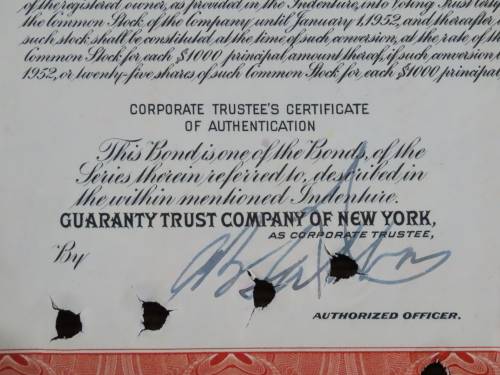 of the registered owner, as provided in the Indenture, into Voting Trust
the Common Stock of the Company until January 1, 1952, and thereafter
such stock shall be constituted, at the time of such conversion, at the rate of
Common Stock for each $1000 principal amount thereof, if such conversion
1952, or twenty-five shares of such Common Stock for each $1000
CORPORATE TRUSTEE'S CERTIFICATE
OF AUTHENTICATION
This Bond is one of the Bonds, of the
Series therein referred to, described in
the within mentioned Indenture.
GUARANTY TRUST COMPANY OF NEW YORK,
AS CORPORATE TRUSTEE,
By
AUTHORIZED OFFICER.